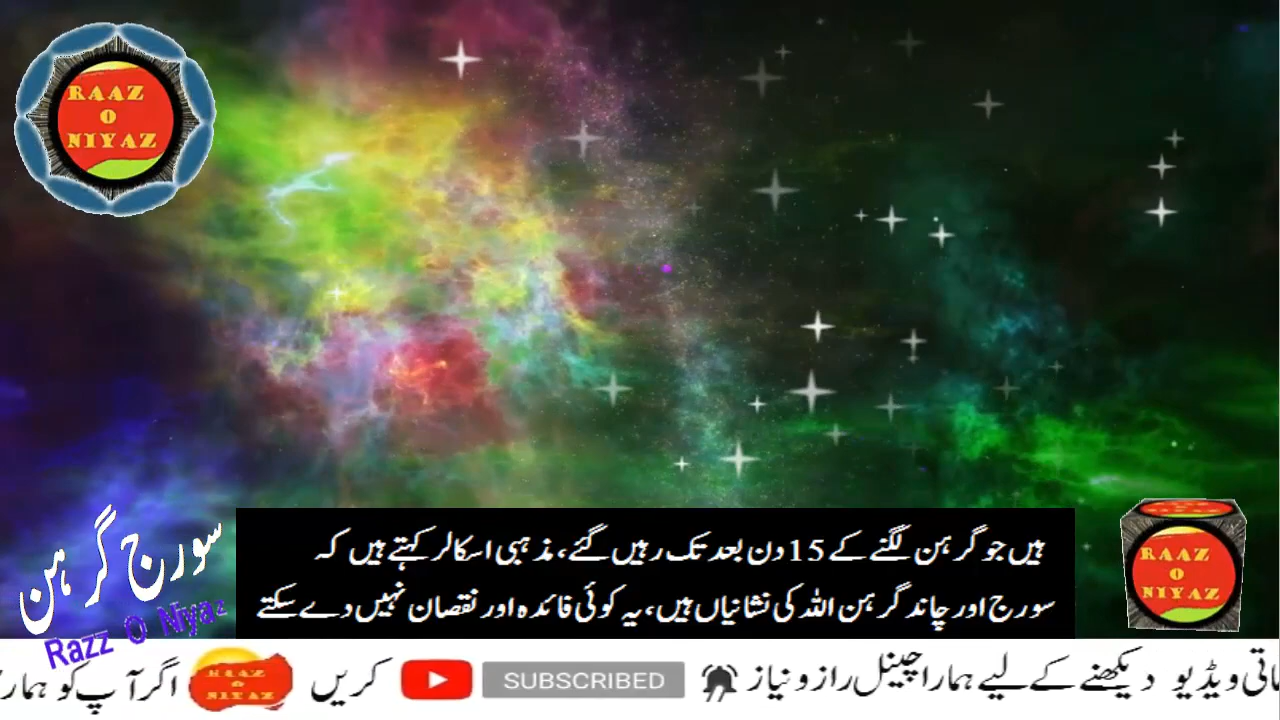 RAAZ
O
NIYAZ
سورج گرہن
Razz O Niyaz
ہیں جو گرہن لگنے کے 15 دن بعد تک رہیں گئے، مذہبی اسکالر کہتے ہیں کہ
سورج اور چاند گرہن اللہ کی نشانیاں ہیں، یہ کوئی فائدہ اور نقصان نہیں دے سکتے
RAAZ
O
NIYAZ
ویڈیو دیکھنے کے لیے ہمارا چینل راز و نیاز SUBSCRIBED کریں RAAZ O NIYAZ اگر آپ کو